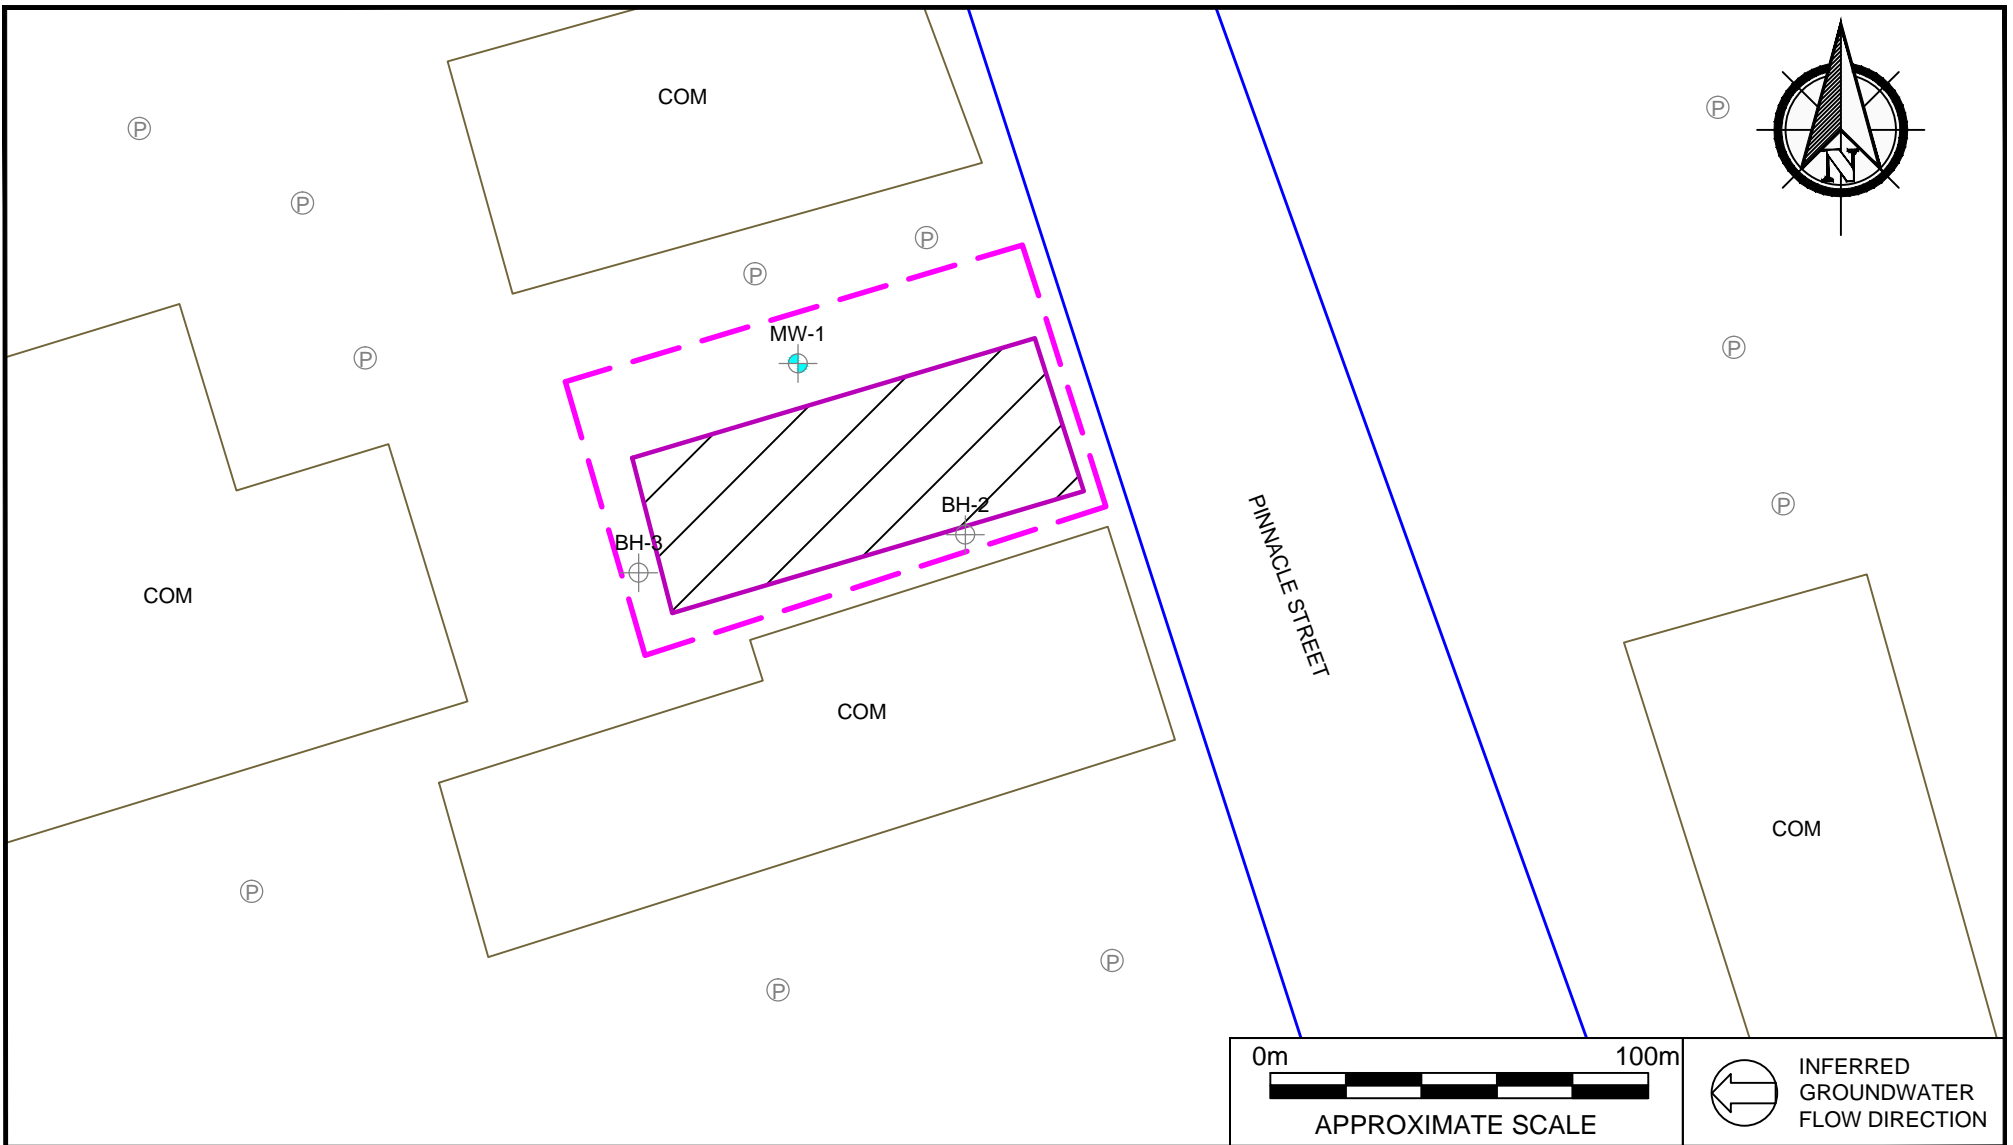 COM
P
N
P
P
P
P
MW-1
P
P
BH-2
P
PINNACLE STREET
BH-3
COM
COM
COM
P
P
P
0m 100m
APPROXIMATE SCALE
INFERRED
GROUNDWATER
FLOW DIRECTION